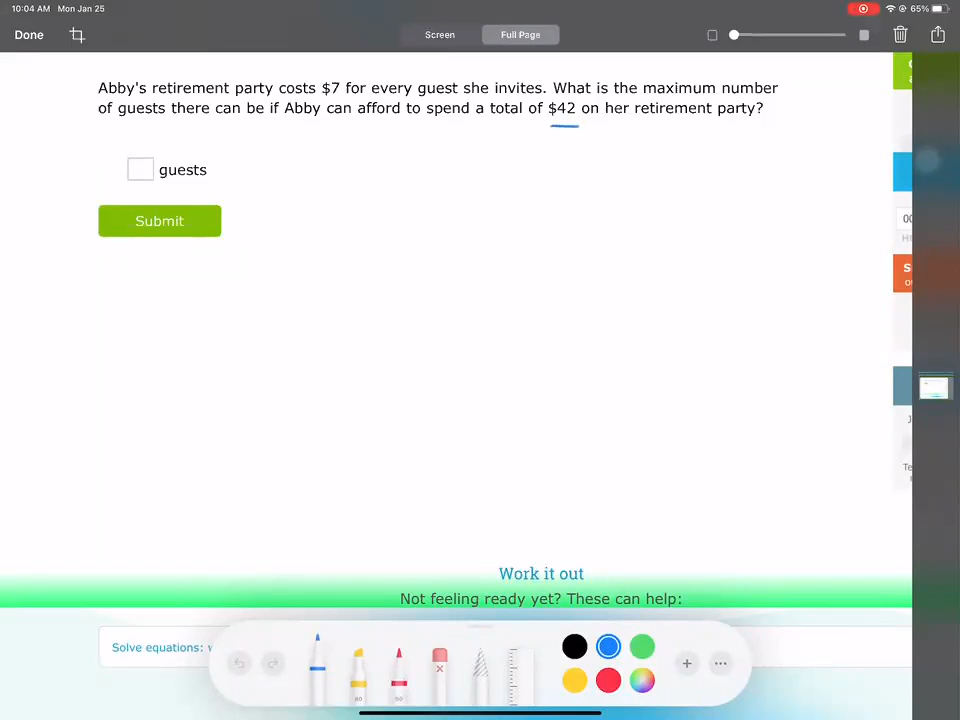 10:04 AM Mon Jan 25
65%
Done
Screen
Full Page
Abby's retirement party costs $7 for every guest she invites. What is the maximum number
of guests there can be if Abby can afford to spend a total of $42 on her retirement party?
guests
Submit
Work it out
Not feeling ready yet? These can help:
Solve equations:
80
50